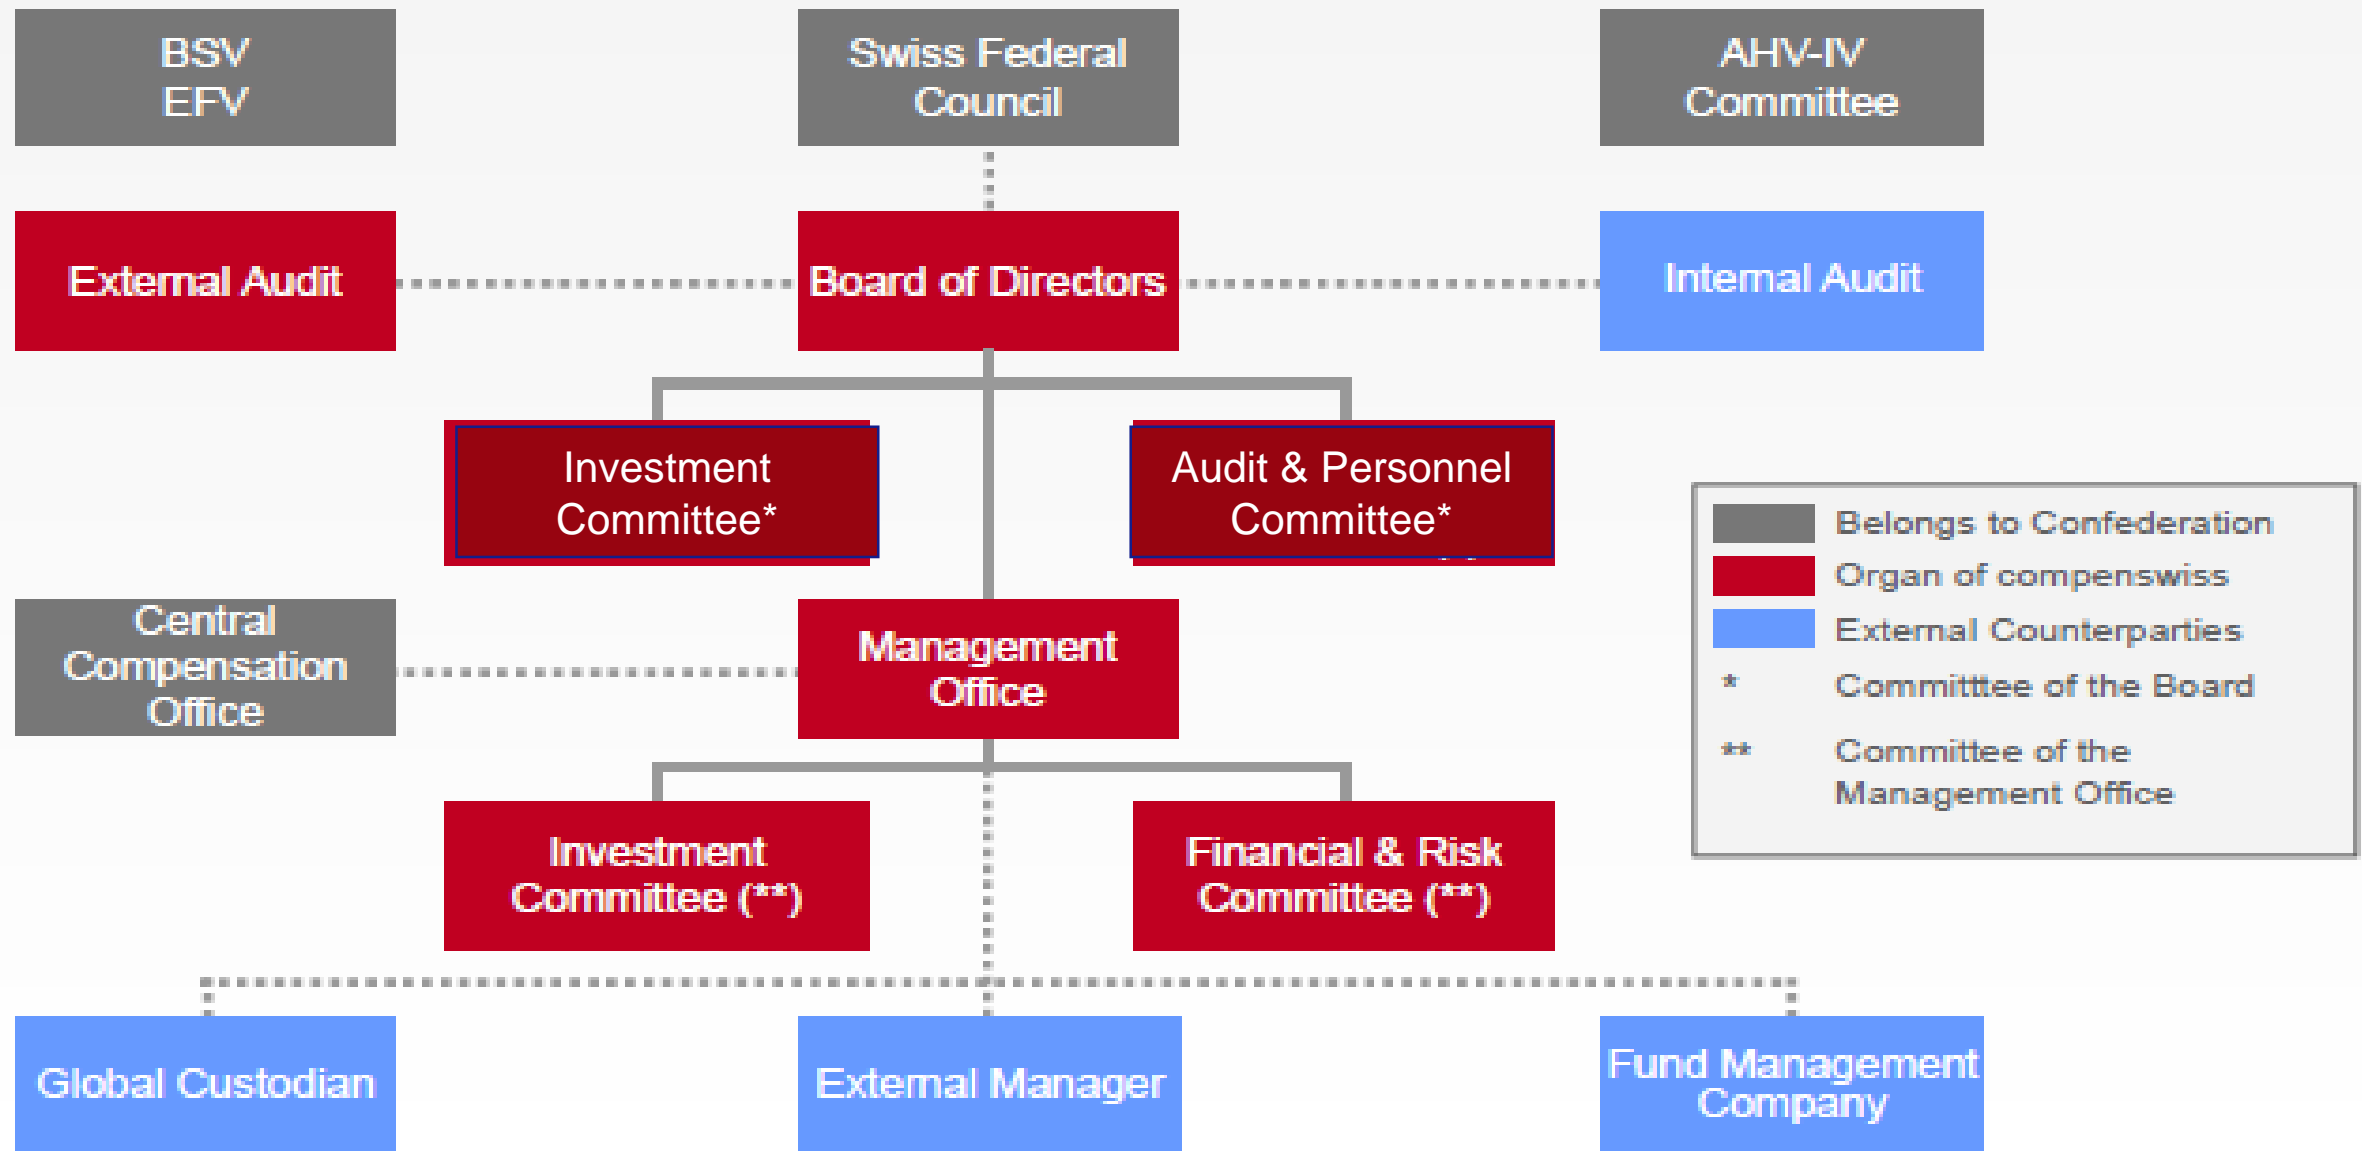 BSV
EFV
Swiss Federal
Council
AHV-IV
Committee
External Audit
Board of Directors
Internal Audit
Investment
Committee*
Audit & Personnel
Committee*
Central
Compensation
Office
Management
Office
Belongs to Confederation
Organ of compenswiss
External Counterparties
* Committtee of the Board
** Committee of the
Management Office
Investment
Committee (**)
Financial & Risk
Committee (**)
Global Custodian
External Manager
Fund Management
Company